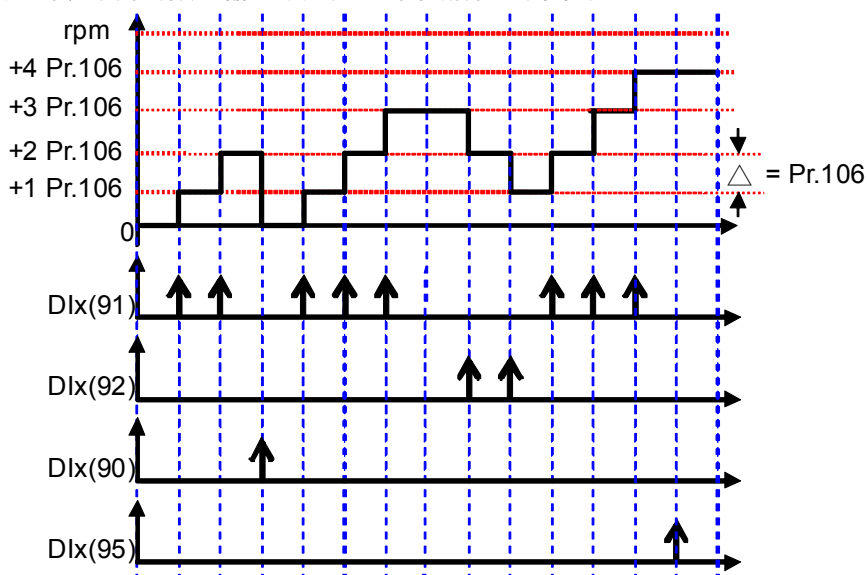 rpm
+4 Pr.106
+3 Pr.106
+2 Pr.106
+1 Pr.106
△ = Pr.106
0
DIx(91)
DIx(92)
DIx(90)
DIx(95)